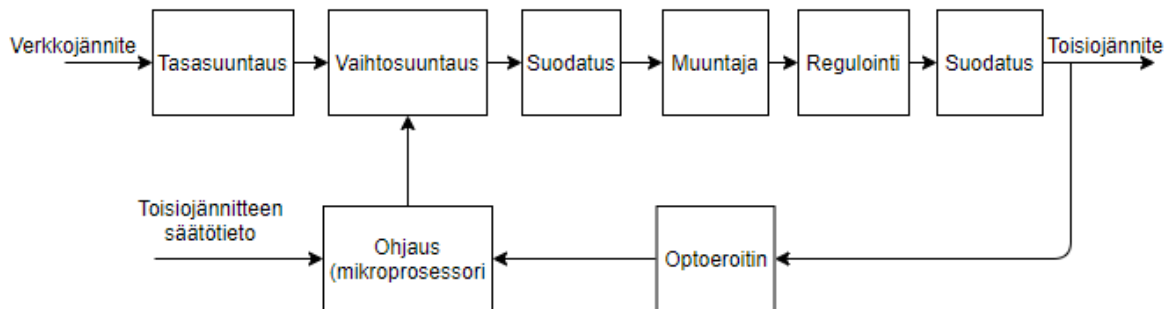 Verkkojännite
Tasasuuntaus
Vaihtosuuntaus
Suodatus
Muuntaja
Regulointi
Suodatus
Toisiojännite
Toisiojännitteen
säätötieto
Ohjaus
(mikroprosessori
Optoeroitin